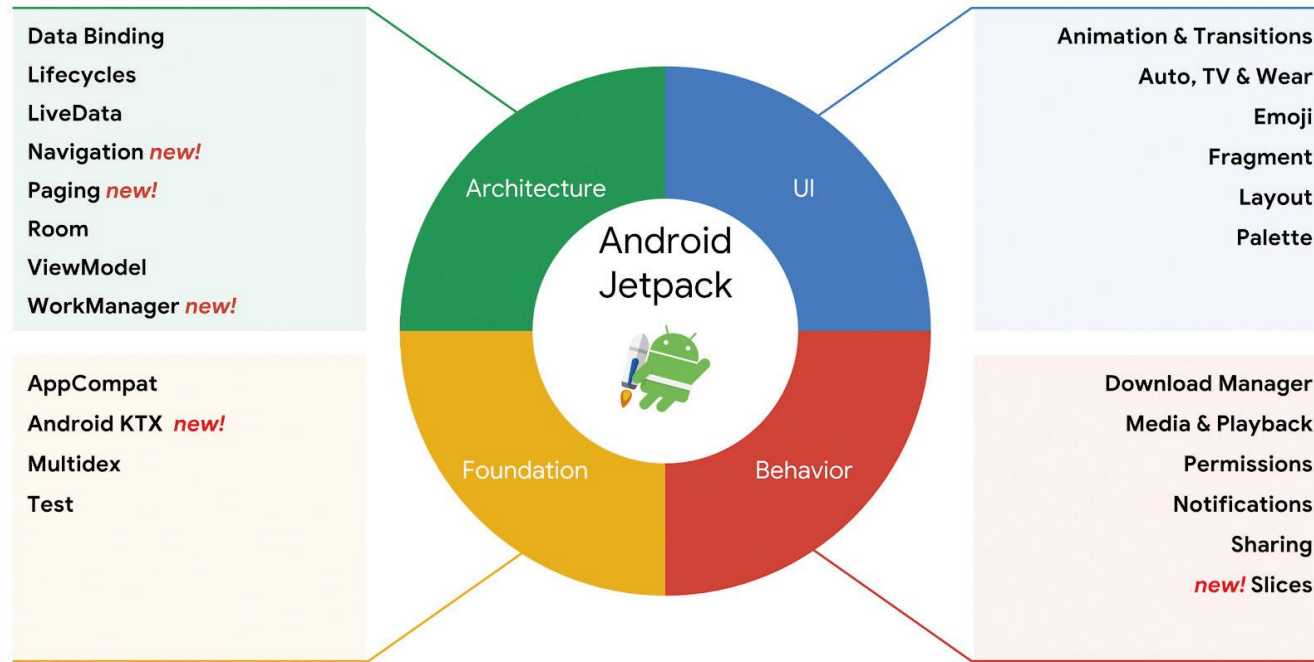 Data Binding
Lifecycles
LiveData
Navigation new!
Paging new!
Room
ViewModel
WorkManager new!
AppCompat
Android KTX new!
Multidex
Test
Architecture
UI
Android
Jetpack
Foundation
Behavior
Animation & Transitions
Auto, TV & Wear
Emoji
Fragment
Layout
Palette
Download Manager
Media & Playback
Permissions
Notifications
Sharing
new! Slices